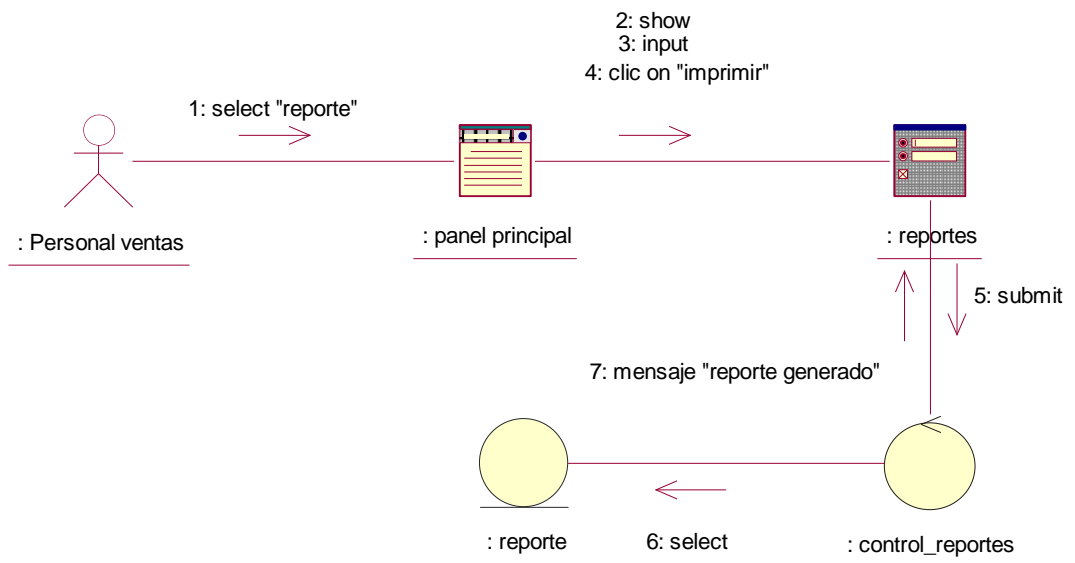 2: show
3: input
4: clic on "imprimir"
1: select "reporte"
: Personal ventas
: panel principal
: reportes
5: submit
7: mensaje "reporte generado"
: reporte
6: select
: control_reportes